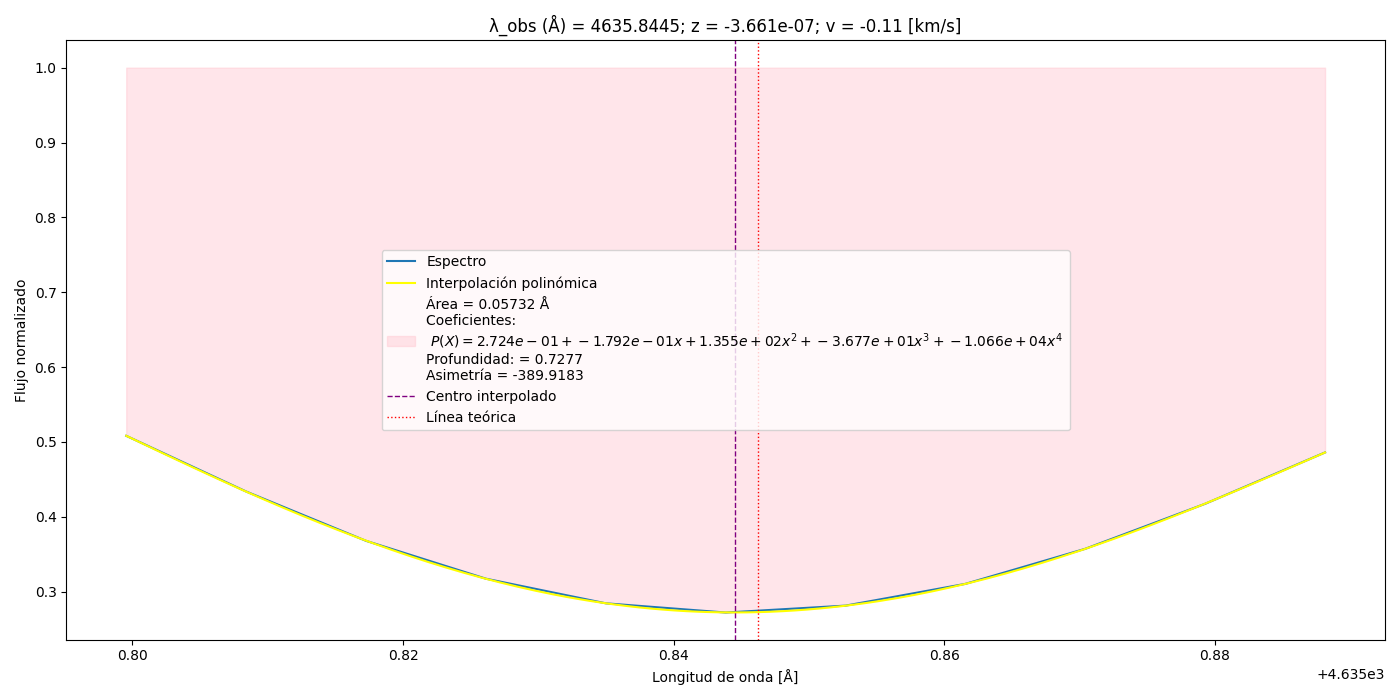 λ_obs (Å) = 4635.8445; z = -3.661e-07; v = -0.11 [km/s]
Flujo normalizado
1.0
0.9
0.8
0.7
0.6
0.5
0.4
0.3
Espectro
Interpolación polinómica
Área = 0.05732 Å
Coeficientes:
P(X) = 2.724e − 01 + −1.792e − 01x + 1.355e + 02x² + −3.677e + 01x³ + −1.066e + 04x⁴
Profundidad: = 0.7277
Asimetría = -389.9183
Centro interpolado
Línea teórica
0.80 0.82 0.84 0.86 0.88
+4.635e3
Longitud de onda [Å]